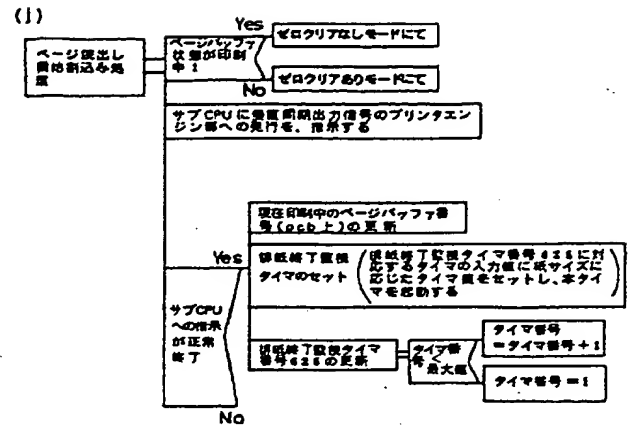 (j)
ページ読出し
開始割込み処
理
ページバッファ
状態が印刷
中！
Yes
ゼロクリアなしモードにて
No
ゼロクリアありモードにて
サブCPUに垂直同期出力信号のプリンタエン
ジン部への発行を、指示する
サブCPU
への指示
が正常
終了
Yes
現在印刷中のページバッファ番
号(pcb上)の更新
排紙終了監視
タイマのセット
排紙終了監視タイマ番号426に対
応するタイマの入力値に紙サイズに
応じたタイマ値をセットし、本タイ
マを起動する
排紙終了監視タイマ
番号426の更新
タイマ番
号<
最大値
タイマ番号
=タイマ番号+1
タイマ番号=1
No